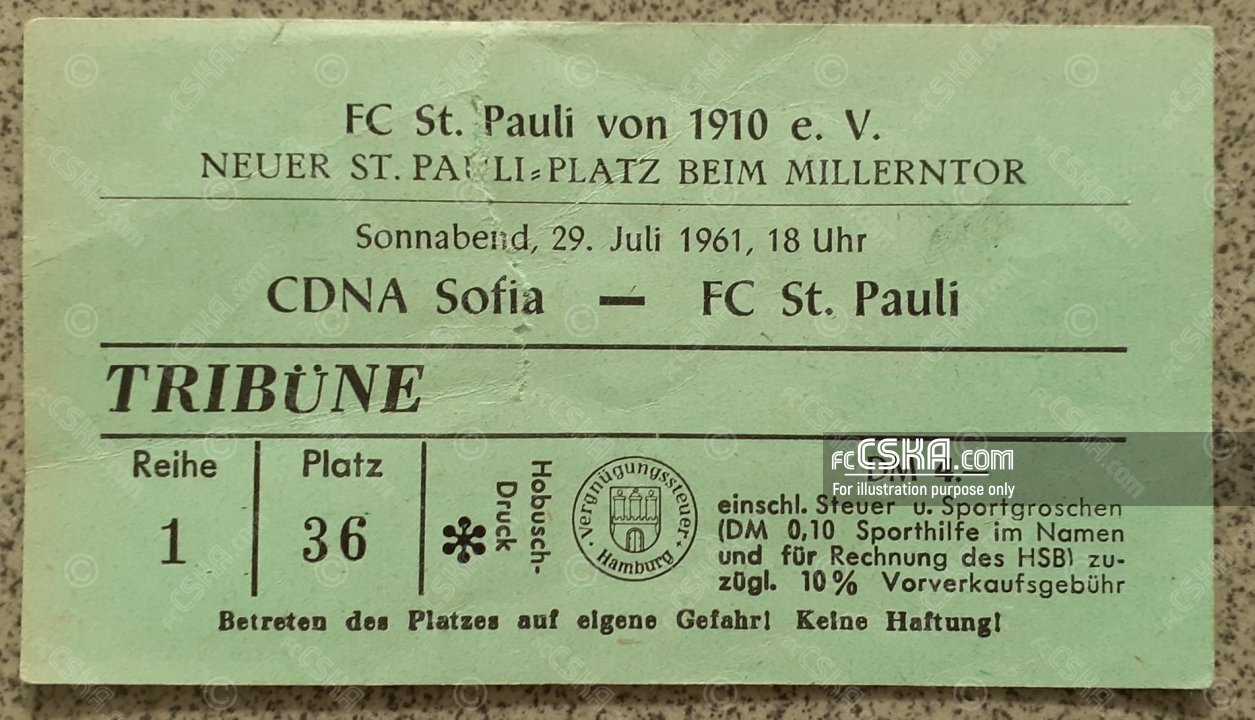 FC St. Pauli von 1910 e. V.
NEUER ST. PAULI-PLATZ BEIM MILLERNTOR
Sonnabend, 29. Juli 1961, 18 Uhr
CDNA Sofia — FC St. Pauli
TRIBÜNE
Reihe
1
Platz
36
Hobusch-
Druck
Vergnügungssteuer
Hamburg
DM 4.—
einschl. Steuer u. Sportgroschen
(DM 0,10 Sporthilfe im Namen
und für Rechnung des HSB) zu-
zügl. 10% Vorverkaufsgebühr
Betreten des Platzes auf eigene Gefahr! Keine Haftung!
fcCSKA.com
For illustration purpose only